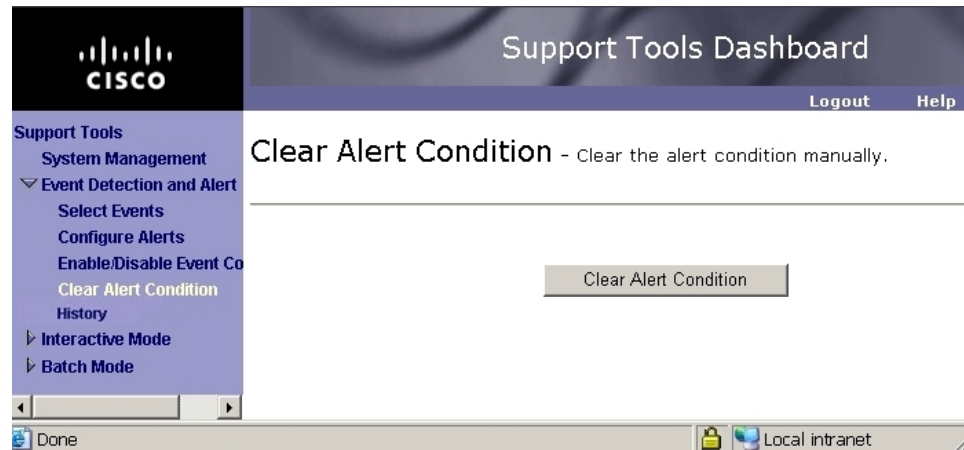 CISCO
Support Tools Dashboard
Logout Help
Support Tools
System Management
Event Detection and Alert
Select Events
Configure Alerts
Enable/Disable Event Co
Clear Alert Condition
History
Interactive Mode
Batch Mode
Clear Alert Condition - Clear the alert condition manually.
Clear Alert Condition
Done
Local intranet